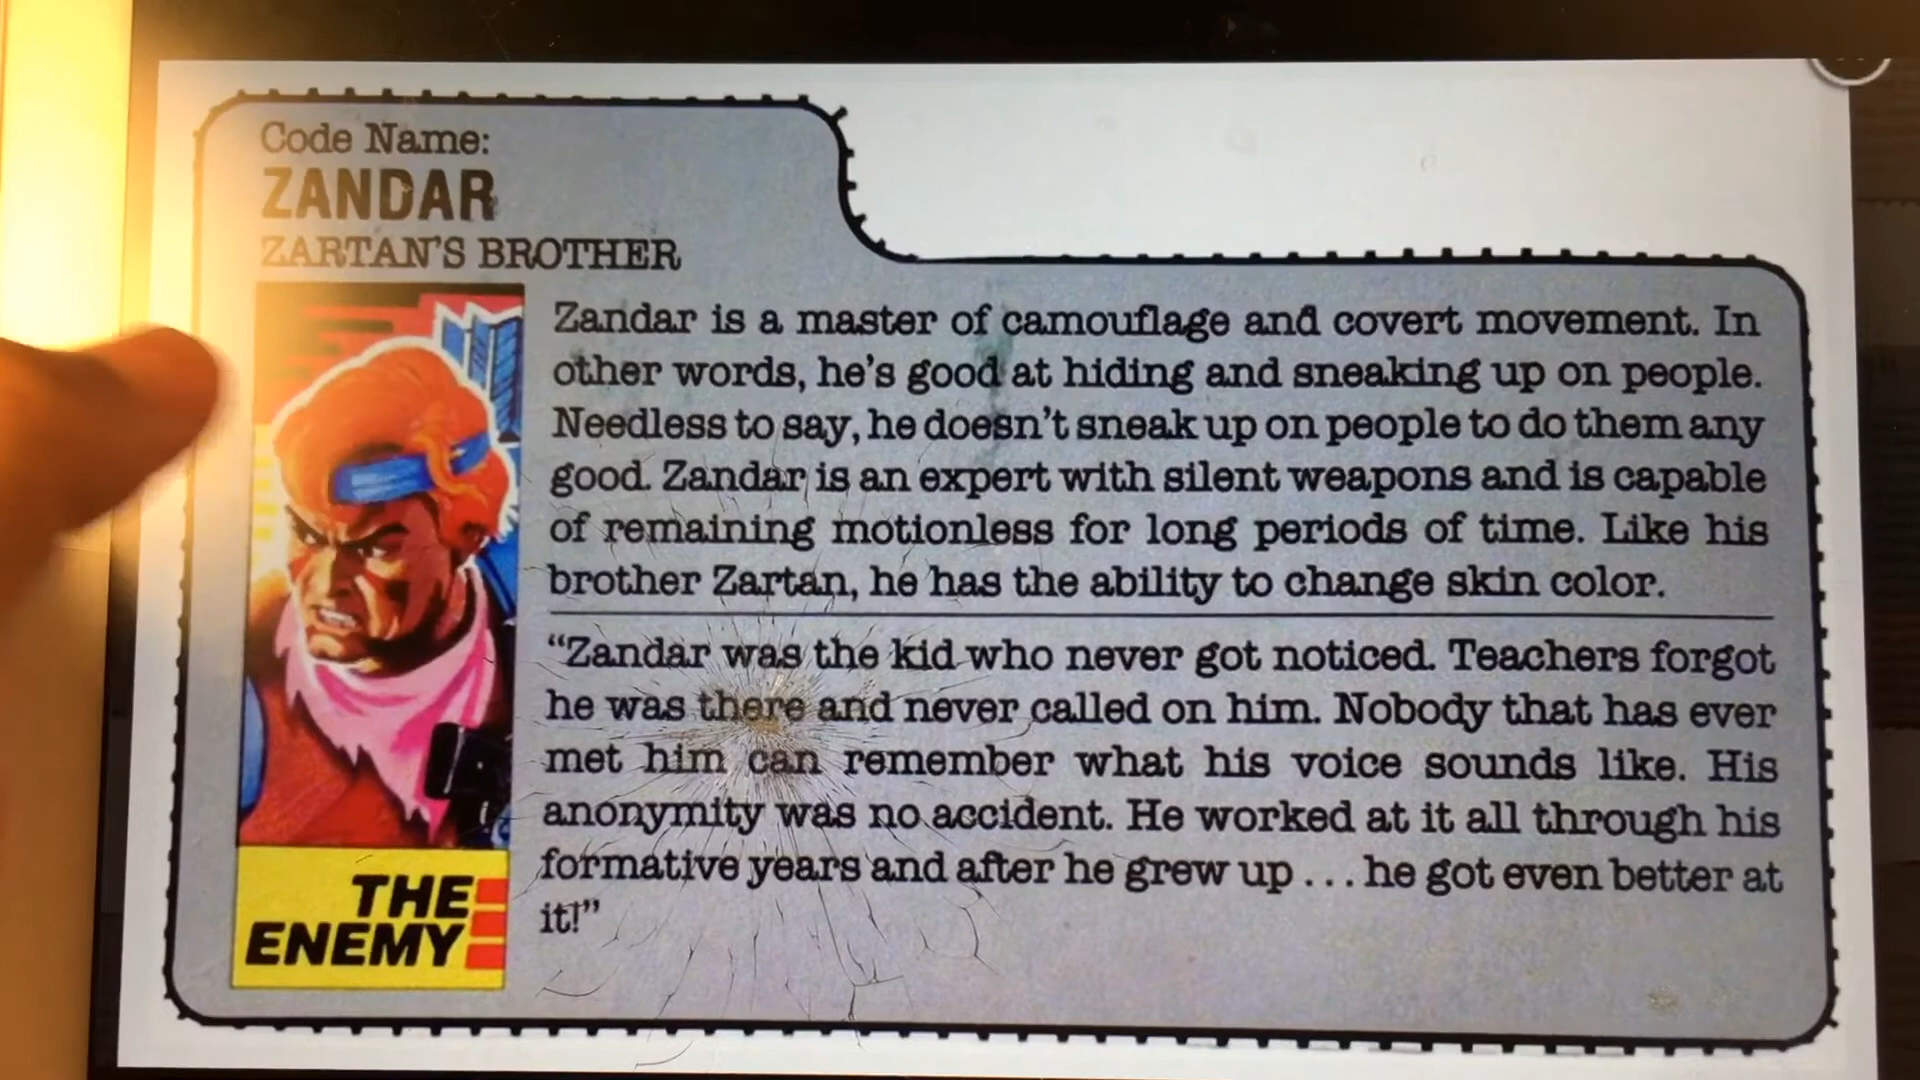 Code Name:
ZANDAR
ZARTAN'S BROTHER
Zandar is a master of camouflage and covert movement. In
other words, he's good at hiding and sneaking up on people.
Needless to say, he doesn't sneak up on people to do them any
good. Zandar is an expert with silent weapons and is capable
of remaining motionless for long periods of time. Like his
brother Zartan, he has the ability to change skin color.
“Zandar was the kid who never got noticed. Teachers forgot
he was there and never called on him. Nobody that has ever
met him can remember what his voice sounds like. His
anonymity was no accident. He worked at it all through his
formative years and after he grew up . . . he got even better at
it!”
THE
ENEMY